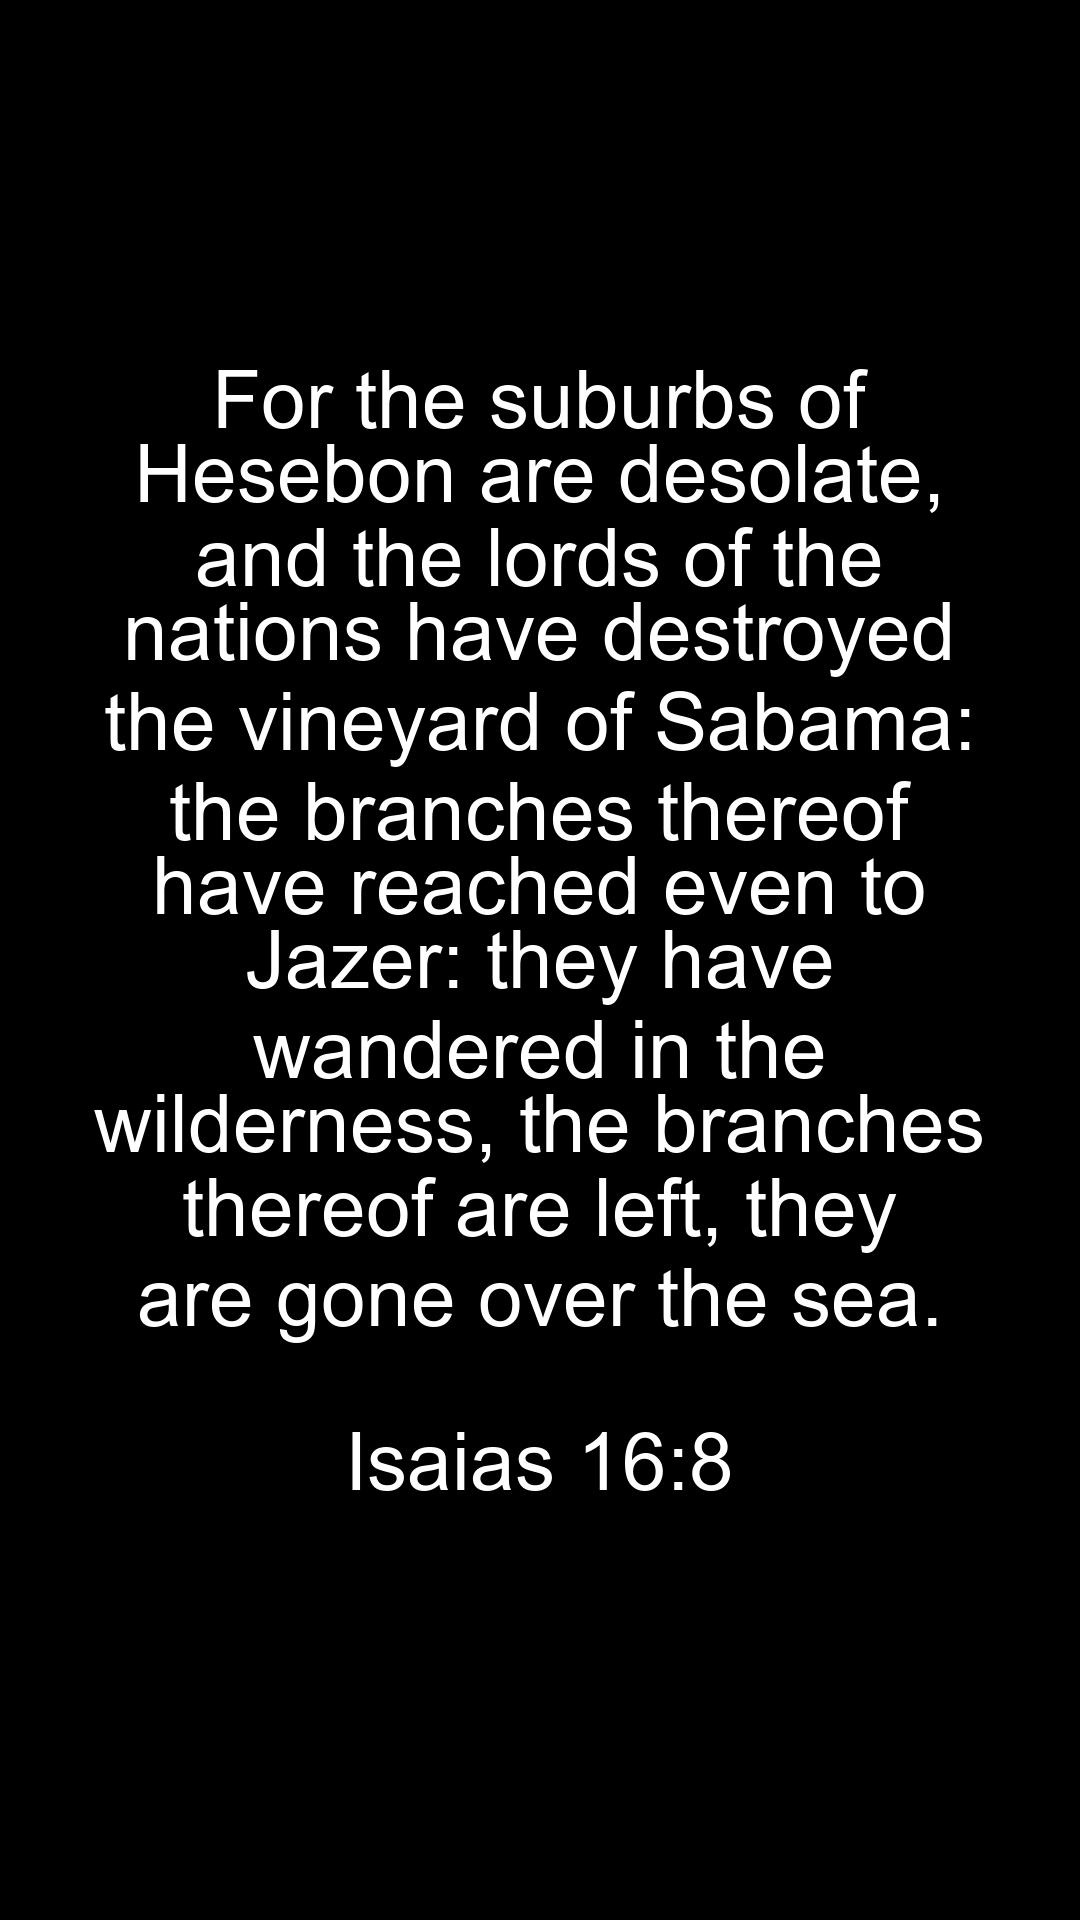 For the suburbs of
Hesebon are desolate,
and the lords of the
nations have destroyed
the vineyard of Sabama:
the branches thereof
have reached even to
Jazer: they have
wandered in the
wilderness, the branches
thereof are left, they
are gone over the sea.
Isaias 16:8